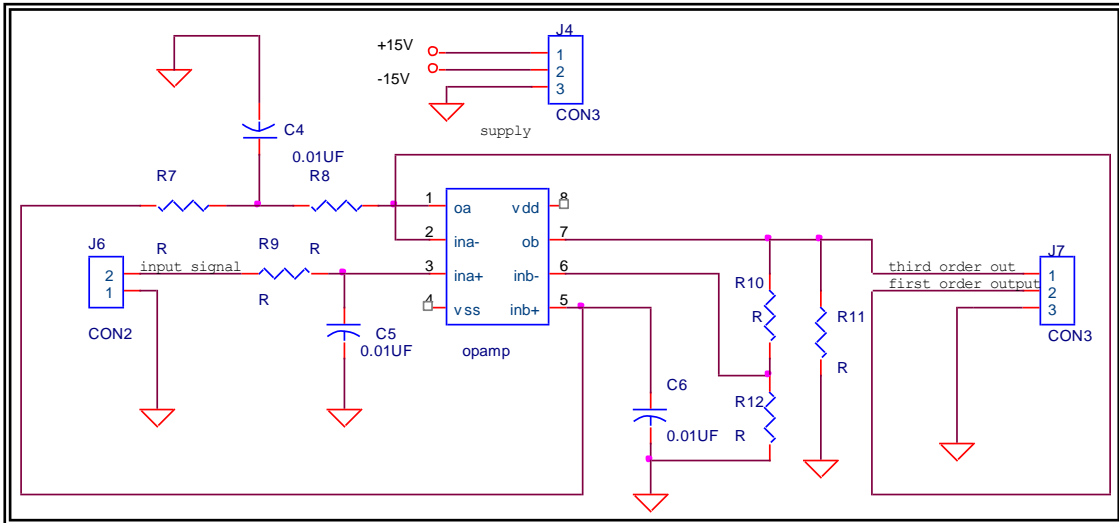 J4
+15V
-15V
1
2
3
CON3
supply
C4
0.01UF
R7
R
R8
R
1
oa
2
ina-
3
ina+
4
vss
8
vdd
7
ob
6
inb-
5
inb+
opamp
J6
2
1
CON2
input signal
R9
R
C5
0.01UF
C6
0.01UF
R10
R
R11
R
R12
R
third order out
first order output
J7
1
2
3
CON3